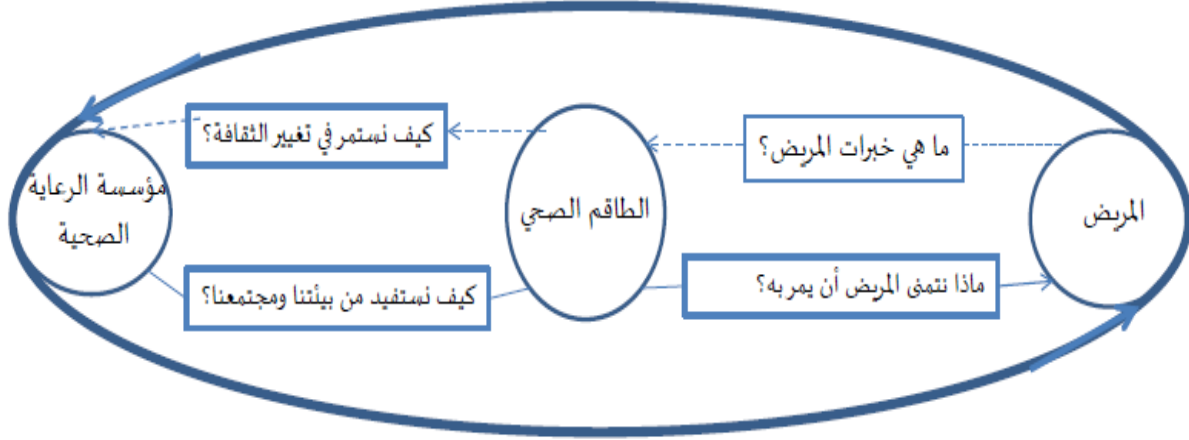 ما هي خبرات المريض؟
كيف نستمر في تغيير الثقافة؟
المريض
الطاقم الصحي
مؤسسة الرعاية
الصحية
ماذا نتمنى المريض أن يمر به؟
كيف نستفيد من بيئتنا ومجتمعنا؟